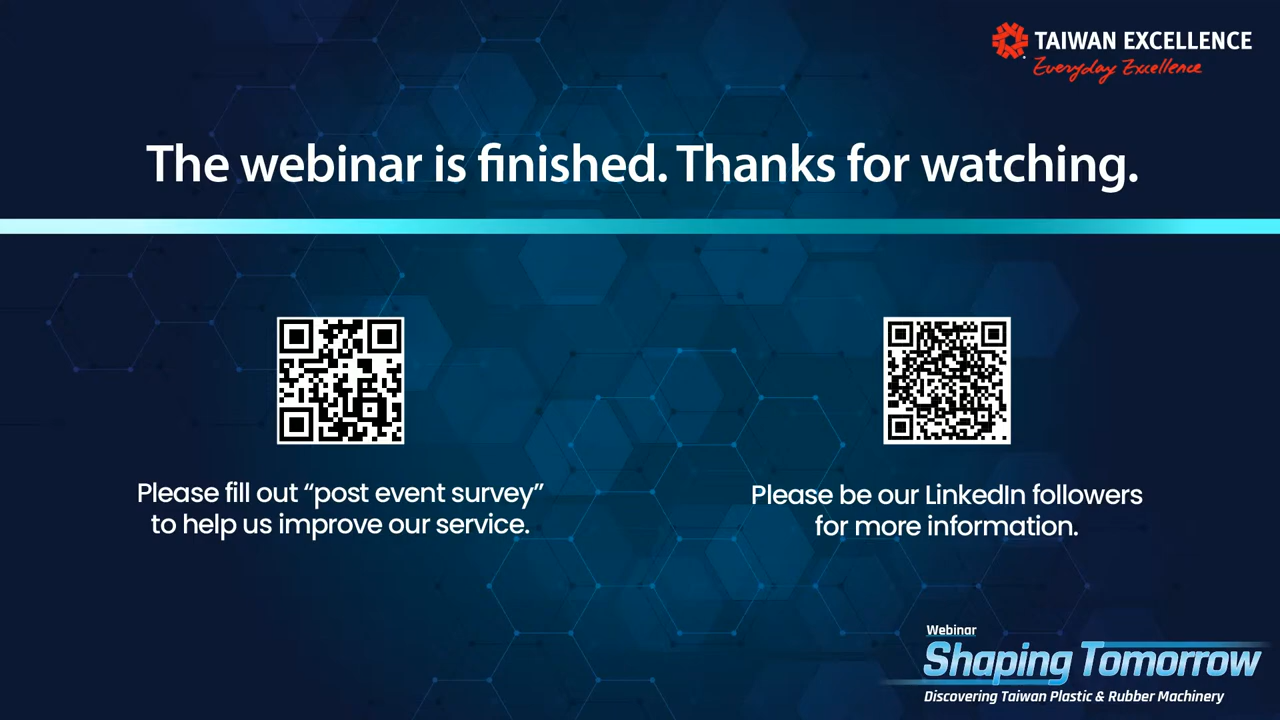 TAIWAN EXCELLENCE
Everyday Excellence
The webinar is finished. Thanks for watching.
Please fill out “post event survey”
to help us improve our service.
Please be our LinkedIn followers
for more information.
Webinar
Shaping Tomorrow
Discovering Taiwan Plastic & Rubber Machinery